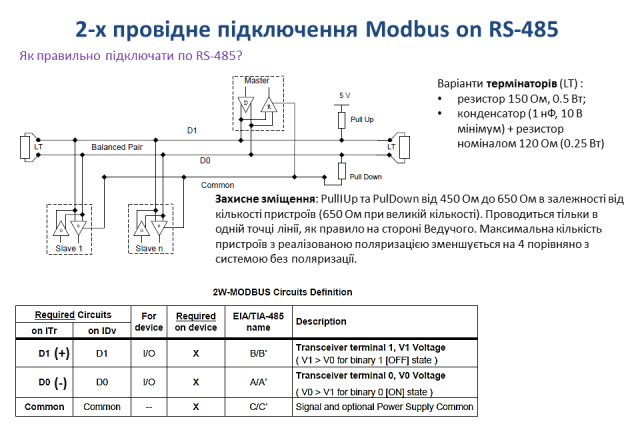 2-х провідне підключення Modbus on RS-485
Як правильно підключати по RS-485?
Master
D
R
5 V
Pull Up
D1
LT
Balanced Pair
LT
D0
Pull Down
Common
D
R
D
R
Slave 1
Slave n
Варіанти термінаторів (LT) :
• резистор 150 Ом, 0.5 Вт;
• конденсатор (1 нФ, 10 В
мінімум) + резистор
номіналом 120 Ом (0.25 Вт)
Захисне зміщення: PullIUp та PulDown від 450 Ом до 650 Ом в залежності від
кількості пристроїв (650 Ом при великій кількості). Проводиться тільки в
одній точці лінії, як правило на стороні Ведучого. Максимальна кількість
пристроїв з реалізованою поляризацією зменшується на 4 порівняно з
системою без поляризації.
2W-MODBUS Circuits Definition
Required Circuits For Required EIA/TIA-485 Description
on ITr on IDv device on device name
D1 (+) D1 I/O X B/B' Transceiver terminal 1, V1 Voltage
( V1 > V0 for binary 1 [OFF] state )
D0 (-) D0 I/O X A/A' Transceiver terminal 0, V0 Voltage
( V0 > V1 for binary 0 [ON] state )
Common Common -- X C/C' Signal and optional Power Supply Common